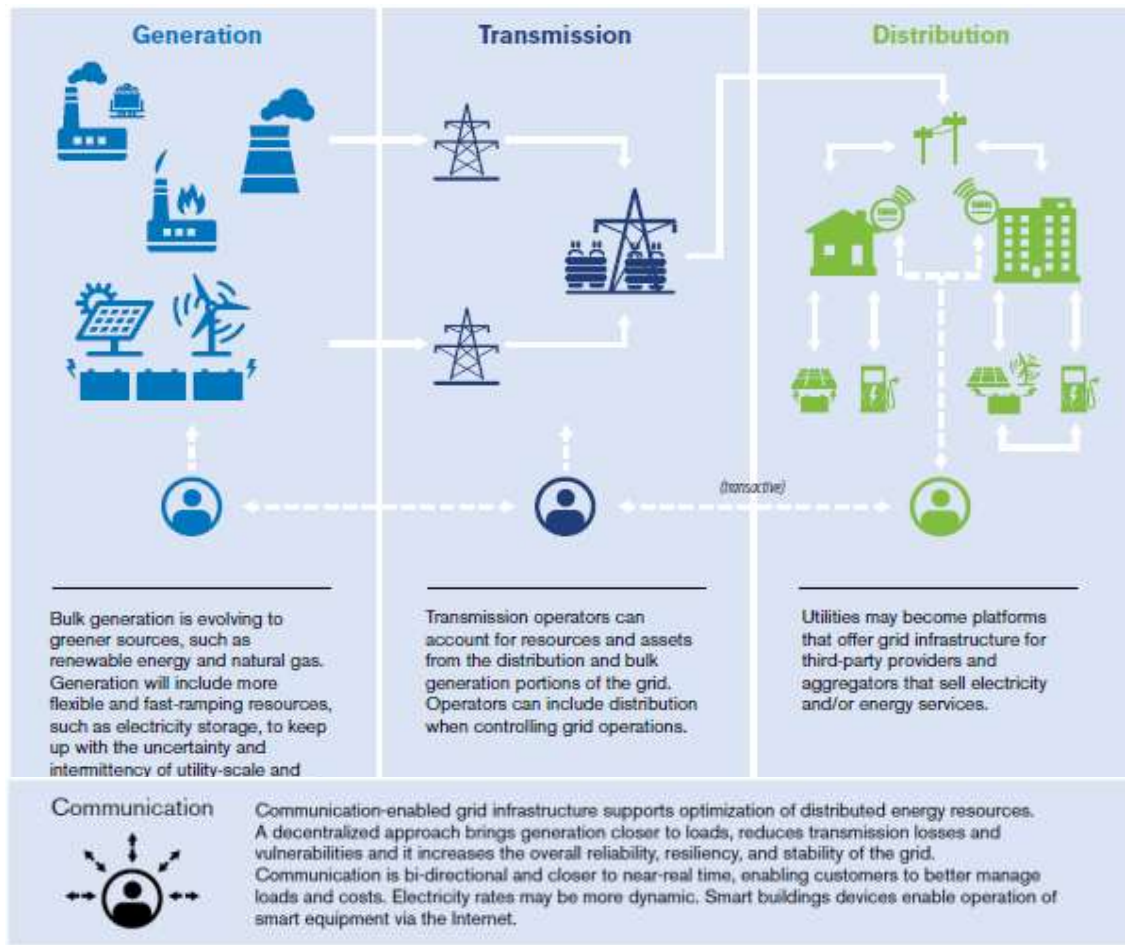 Generation
Transmission
Distribution
(transactive)
Bulk generation is evolving to
greener sources, such as
renewable energy and natural gas.
Generation will include more
flexible and fast-ramping resources,
such as electricity storage, to keep
up with the uncertainty and
intermittency of utility-scale and
Transmission operators can
account for resources and assets
from the distribution and bulk
generation portions of the grid.
Operators can include distribution
when controlling grid operations.
Utilities may become platforms
that offer grid infrastructure for
third-party providers and
aggregators that sell electricity
and/or energy services.
Communication
Communication-enabled grid infrastructure supports optimization of distributed energy resources.
A decentralized approach brings generation closer to loads, reduces transmission losses and
vulnerabilities and it increases the overall reliability, resiliency, and stability of the grid.
Communication is bi-directional and closer to near-real time, enabling customers to better manage
loads and costs. Electricity rates may be more dynamic. Smart buildings devices enable operation of
smart equipment via the Internet.